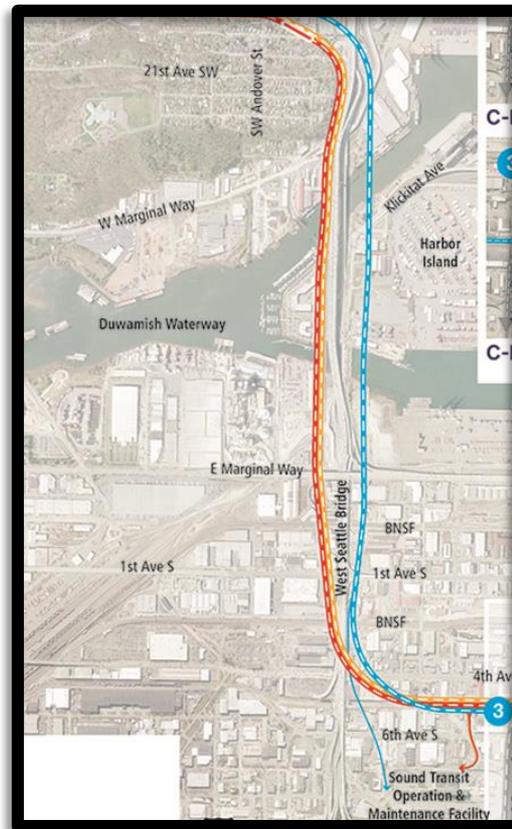 21st Ave SW
SW Andover St
C-
3
Klickitat Ave
W Marginal Way
Harbor
Island
Duwamish Waterway
C-
E Marginal Way
West Seattle Bridge
BNSF
1st Ave S
1st Ave S
BNSF
4th Av
3
6th Ave S
Sound Transit
Operation &
Maintenance Facility